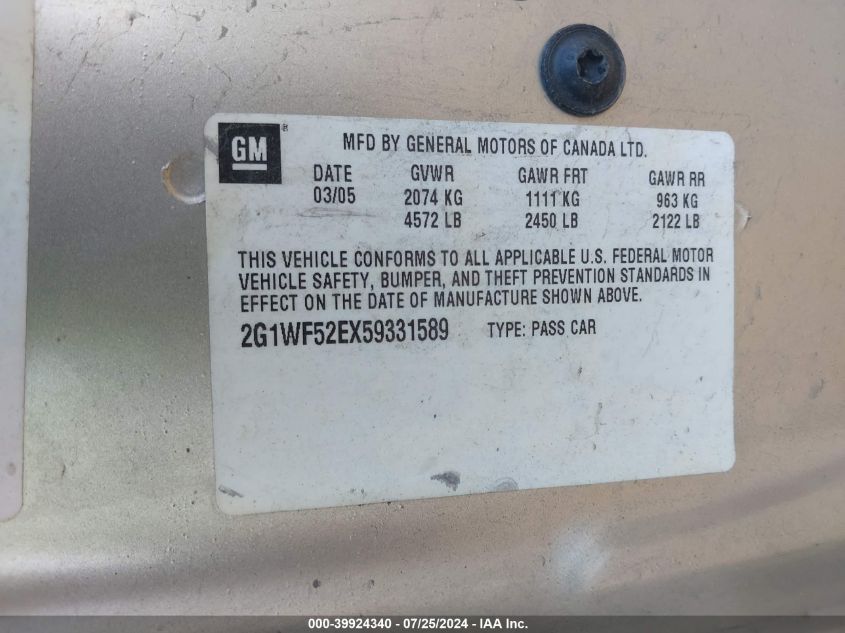 GM ®
MFD BY GENERAL MOTORS OF CANADA LTD.
DATE GVWR GAWR FRT GAWR RR
03/05 2074 KG 1111 KG 963 KG
4572 LB 2450 LB 2122 LB
THIS VEHICLE CONFORMS TO ALL APPLICABLE U.S. FEDERAL MOTOR
VEHICLE SAFETY, BUMPER, AND THEFT PREVENTION STANDARDS IN
EFFECT ON THE DATE OF MANUFACTURE SHOWN ABOVE.
2G1WF52EX59331589 TYPE: PASS CAR
000-39924340 - 07/25/2024 - IAAI.com